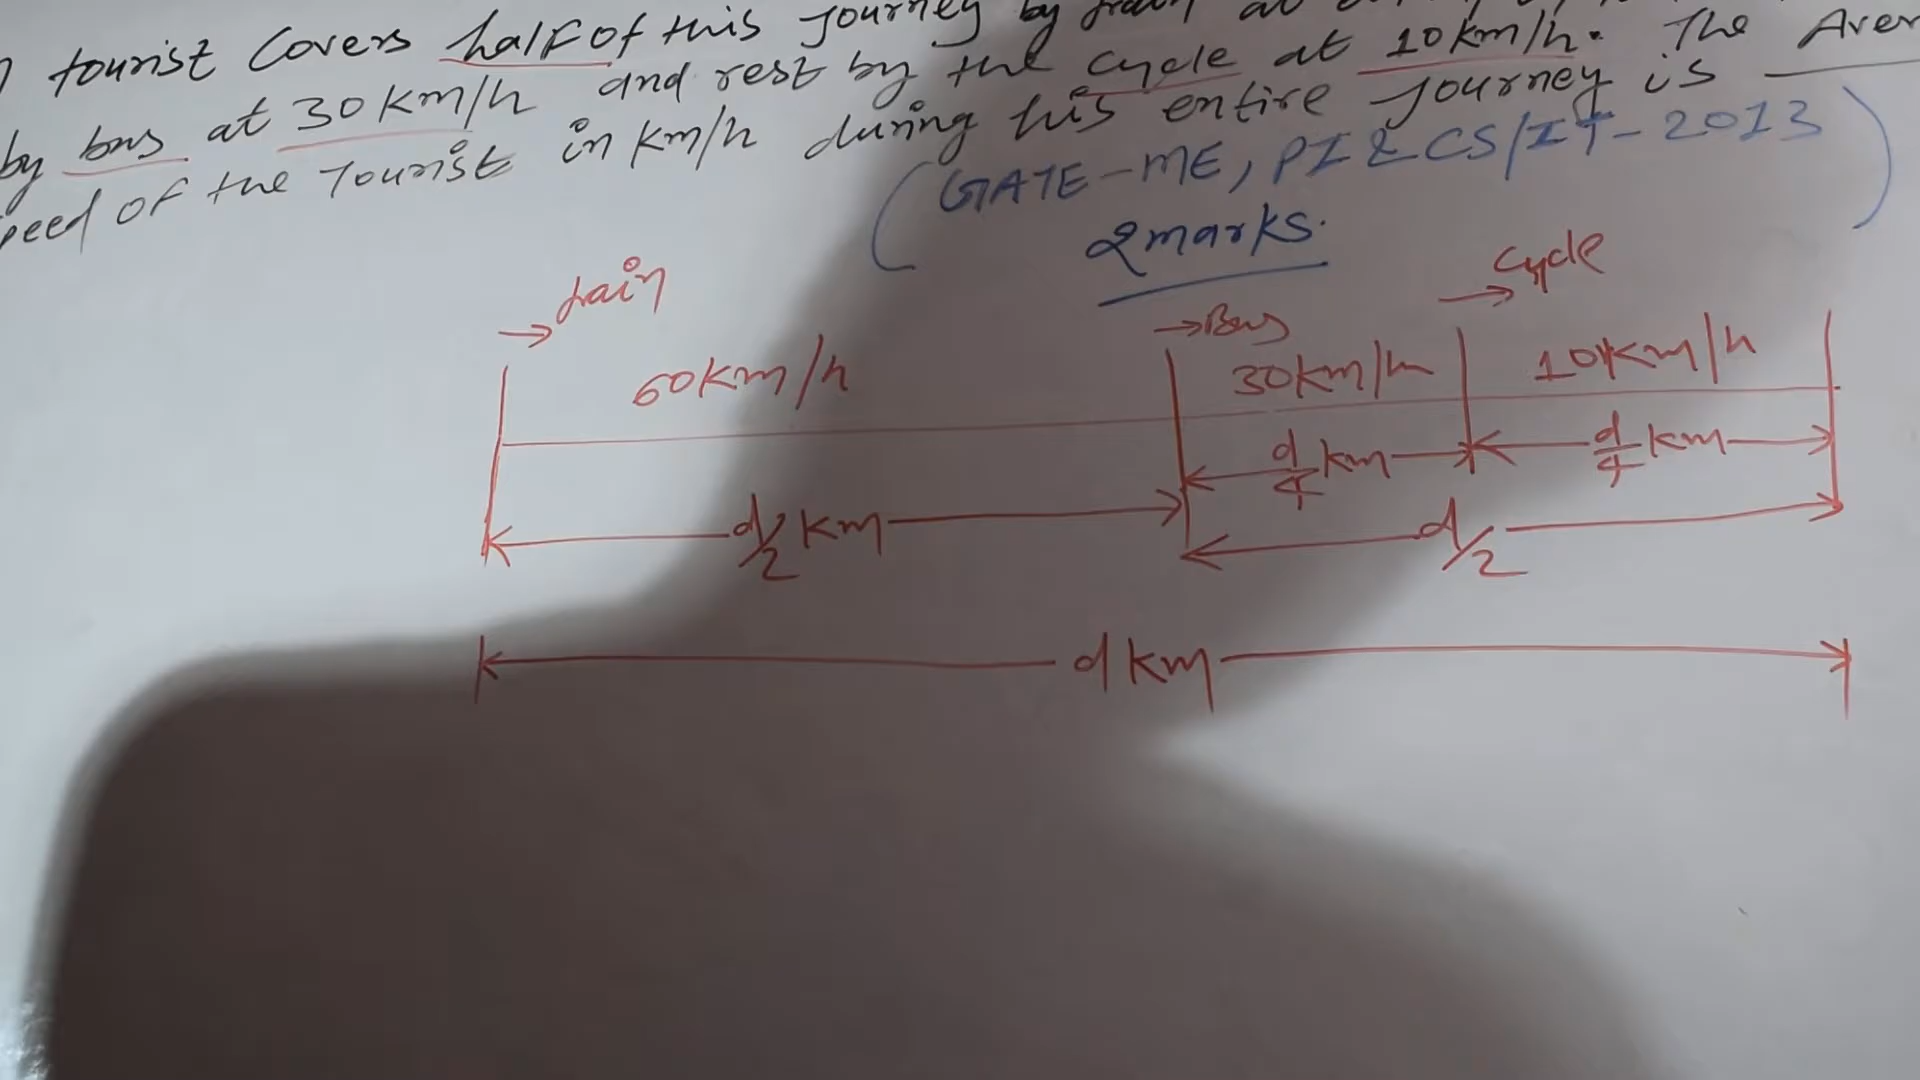 tourist Covers half of this Journey by train at
by bus at 30 km/h and rest by the cycle at 10 km/h. The Aver
peed of the Tourist in km/h during his entire Journey is
(GATE-ME, PI & CS/IT-2013)
2 marks.
→ train
→ Bus
→ Cycle
60 km/h
30 km/h
10 km/h
d/4 km
d/4 km
d/2 km
d/2
d km